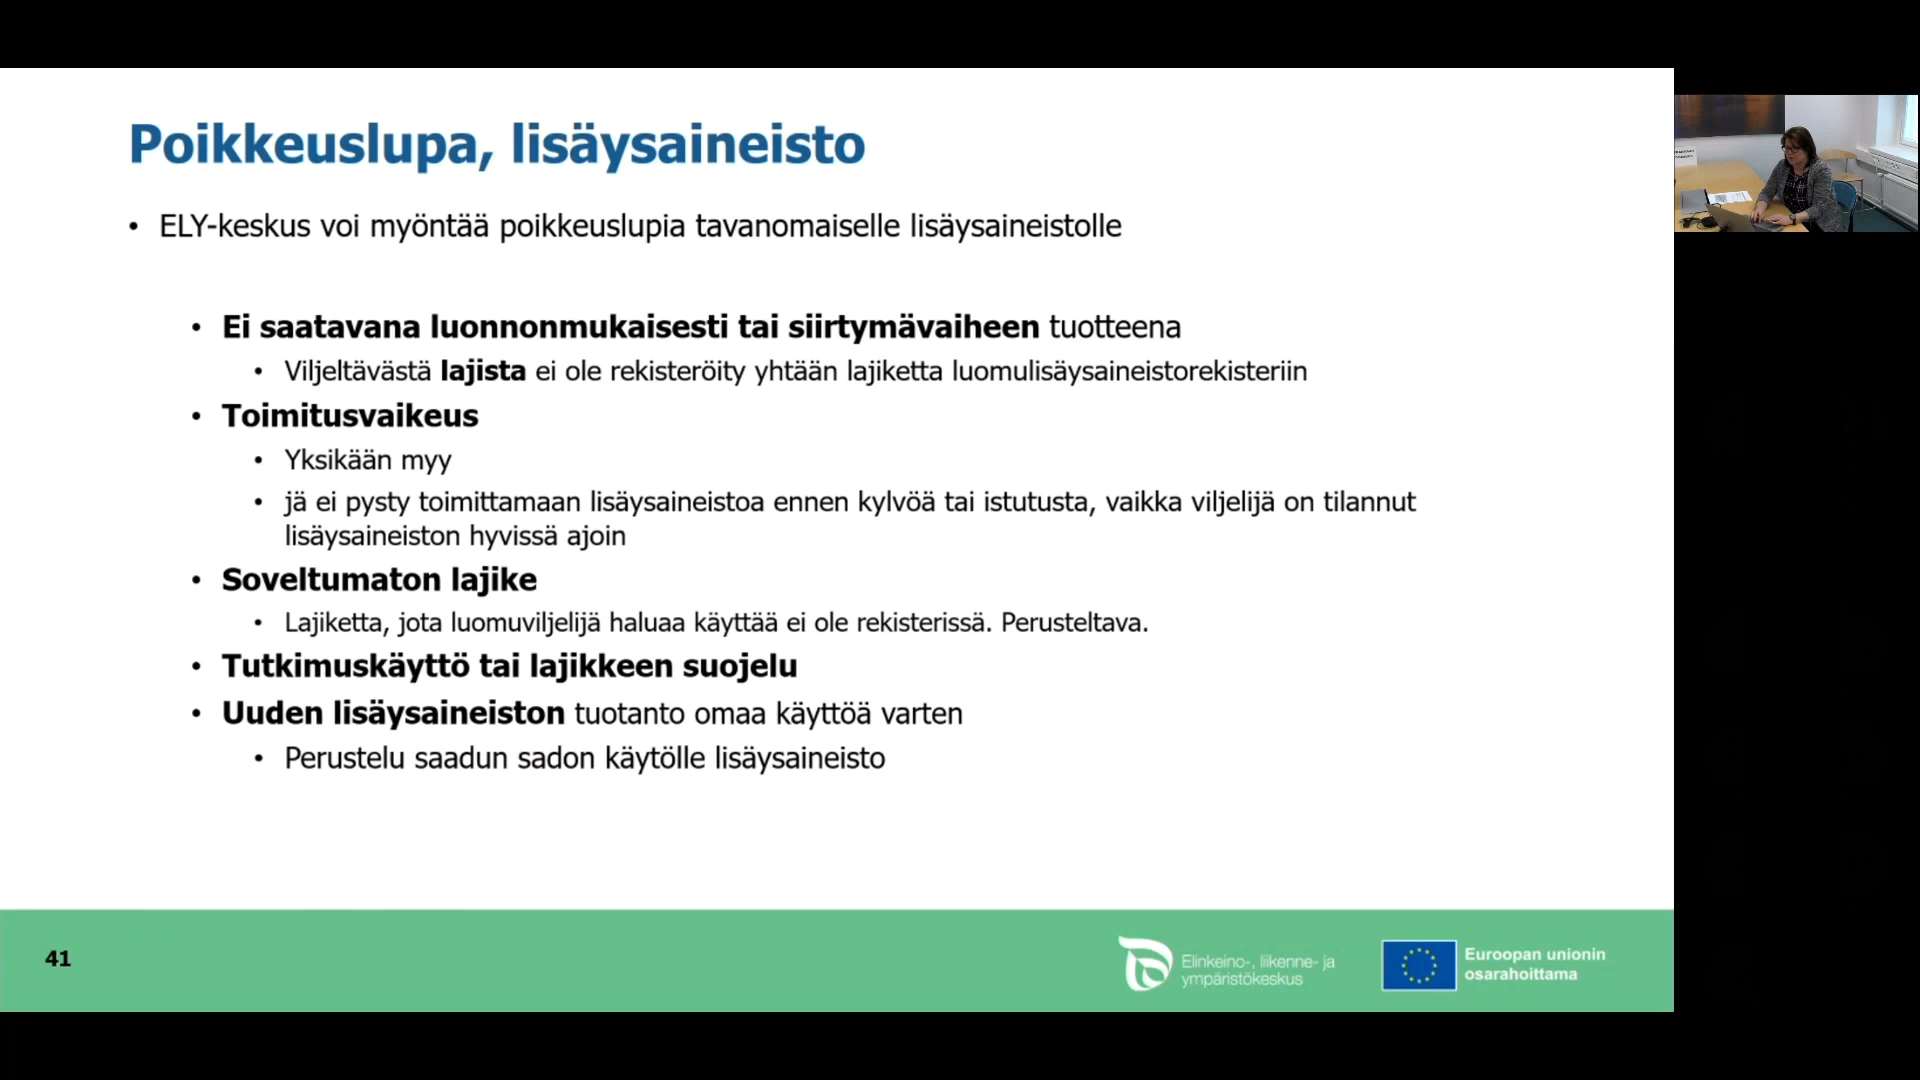 Poikkeuslupa, lisäysaineisto
• ELY-keskus voi myöntää poikkeuslupia tavanomaiselle lisäysaineistolle
• Ei saatavana luonnonmukaisesti tai siirtymävaiheen tuotteena
• Viljeltävästä lajista ei ole rekisteröity yhtään lajiketta luomulisäysaineistorekisteriin
• Toimitusvaikeus
• Yksikään myy
• jä ei pysty toimittamaan lisäysaineistoa ennen kylvöä tai istutusta, vaikka viljelijä on tilannut
lisäysaineiston hyvissä ajoin
• Soveltumaton lajike
• Lajiketta, jota luomuviljelijä haluaa käyttää ei ole rekisterissä. Perusteltava.
• Tutkimuskäyttö tai lajikkeen suojelu
• Uuden lisäysaineiston tuotanto omaa käyttöä varten
• Perustelu saadun sadon käytölle lisäysaineisto
41
Elinkeino-, liikenne- ja
ympäristökeskus
Euroopan unionin
osarahoittama